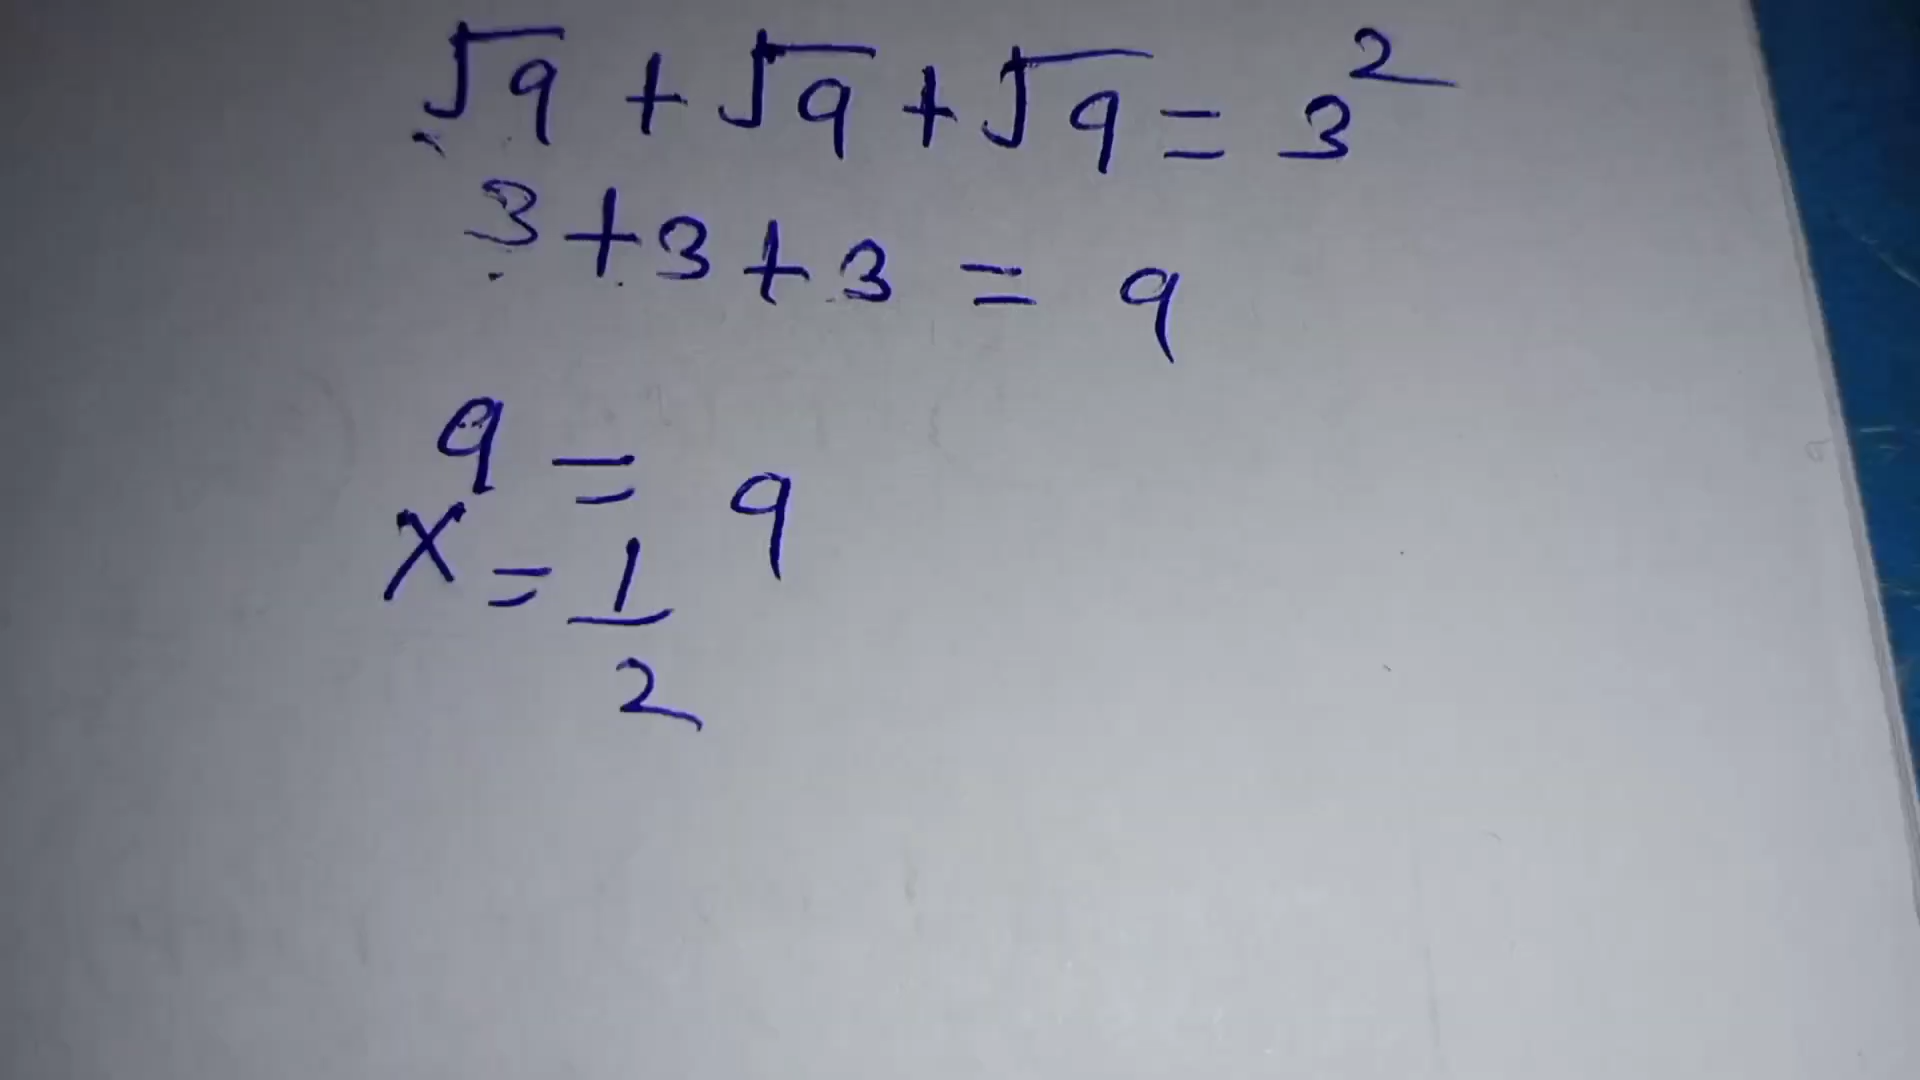 √9 + √9 + √9 = 3²
3 + 3 + 3 = 9
9 = 9
x = 1/2